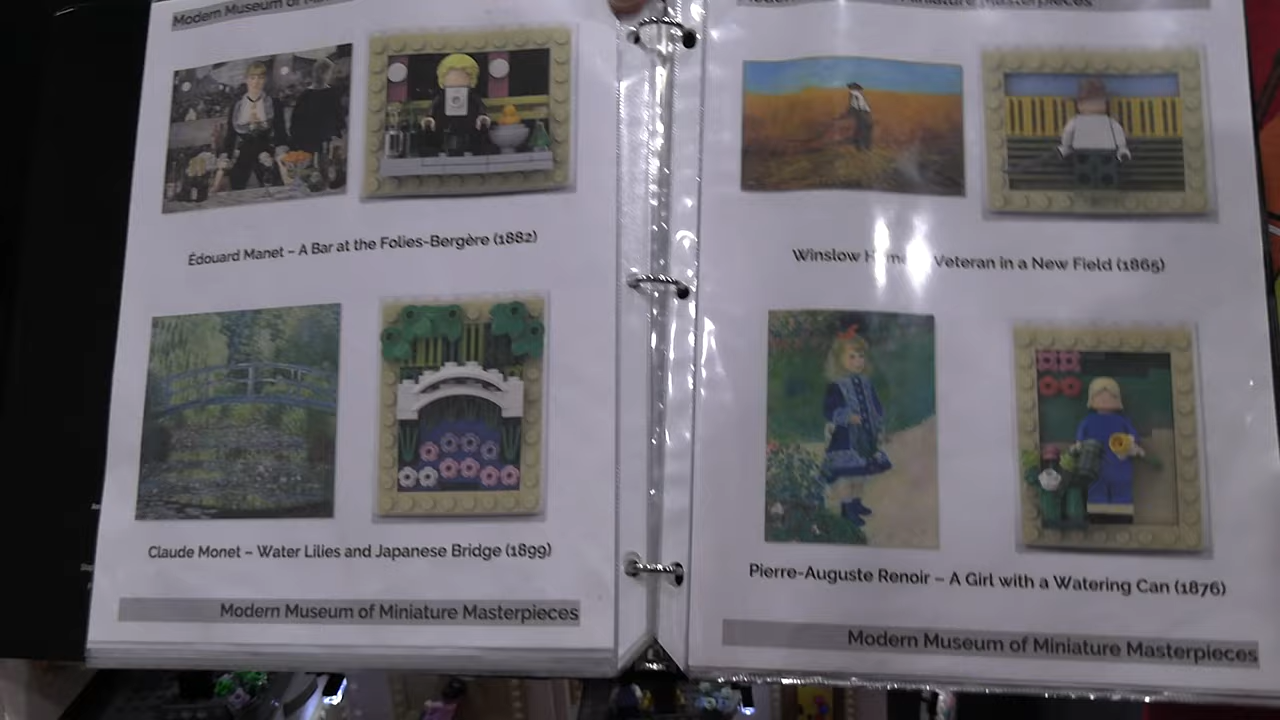 Modern Museum of
Édouard Manet – A Bar at the Folies-Bergère (1882)
Claude Monet – Water Lilies and Japanese Bridge (1899)
Modern Museum of Miniature Masterpieces
Miniature Masterpieces
Winslow Veteran in a New Field (1865)
Pierre-Auguste Renoir – A Girl with a Watering Can (1876)
Modern Museum of Miniature Masterpieces